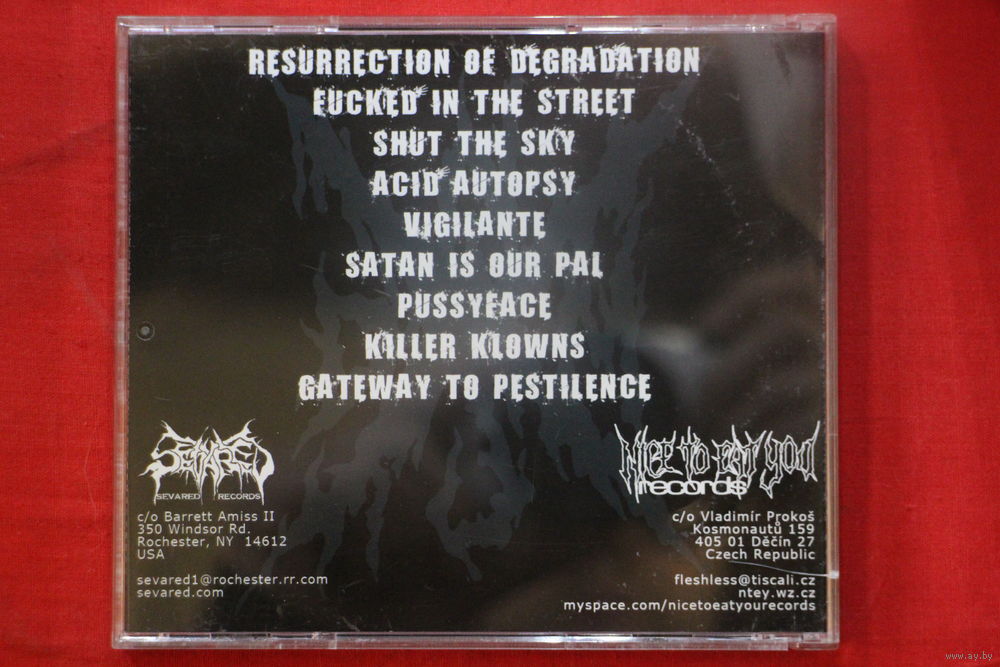 RESURRECTION OF DEGRADATION
FUCKED IN THE STREET
SHUT THE SKY
ACID AUTOPSY
VIGILANTE
SATAN IS OUR PAL
PUSSYFACE
KILLER KLOWNS
GATEWAY TO PESTILENCE
SEVARED
SEVARED RECORDS
c/o Barrett Amiss II
350 Windsor Rd.
Rochester, NY 14612
USA
sevared1@rochester.rr.com
sevared.com
NICE TO EAT YOU
records
c/o Vladimír Prokoš
Kosmonautů 159
405 01 Děčín 27
Czech Republic
fleshless@tiscali.cz
ntey.wz.cz
myspace.com/nicetoeatyourecords
www.ay.by